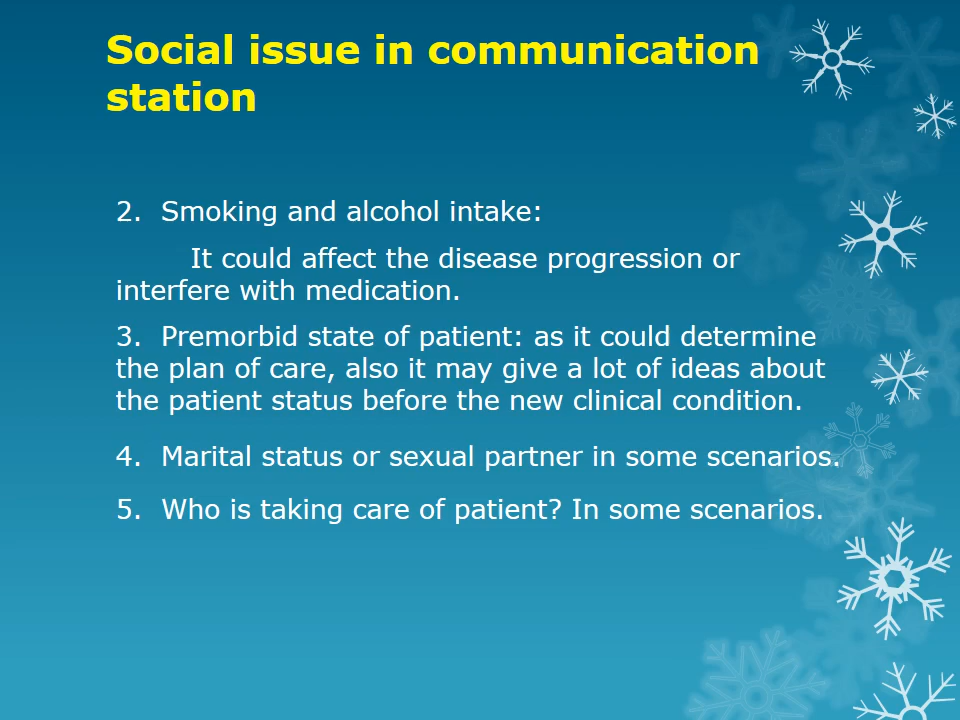 Social issue in communication
station
2. Smoking and alcohol intake:
It could affect the disease progression or
interfere with medication.
3. Premorbid state of patient: as it could determine
the plan of care, also it may give a lot of ideas about
the patient status before the new clinical condition.
4. Marital status or sexual partner in some scenarios.
5. Who is taking care of patient? In some scenarios.